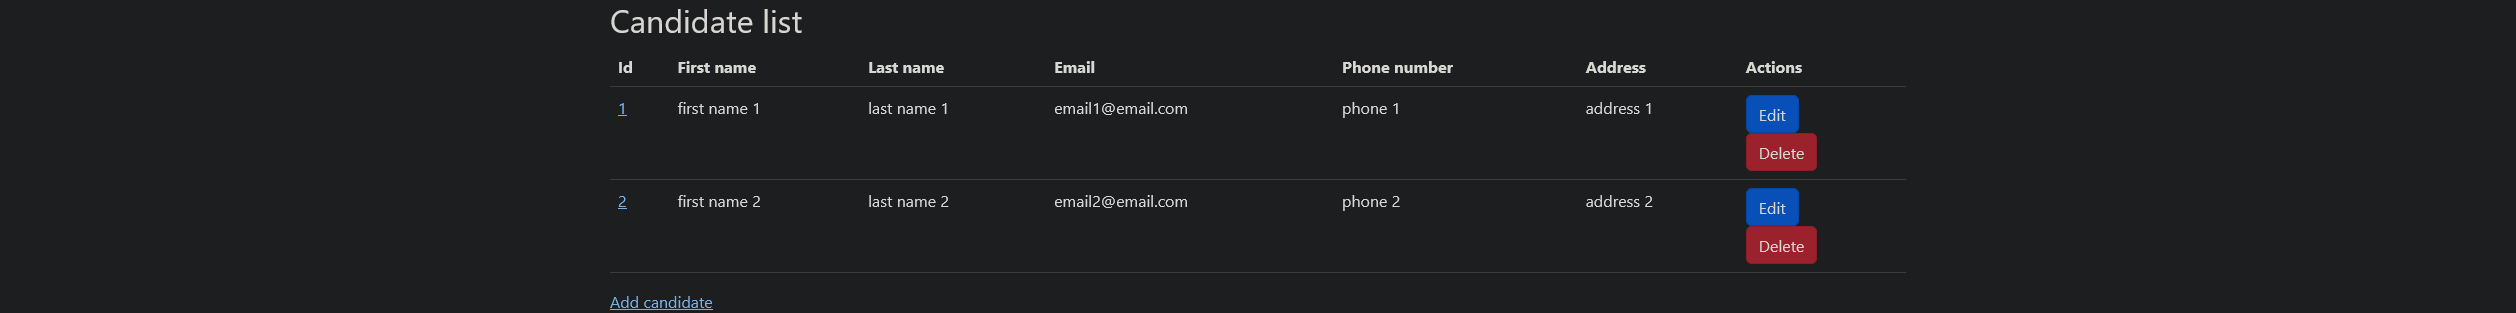 Candidate list
Id First name Last name Email Phone number Address Actions
1 first name 1 last name 1 email1@email.com phone 1 address 1 Edit
Delete
2 first name 2 last name 2 email2@email.com phone 2 address 2 Edit
Delete
Add candidate